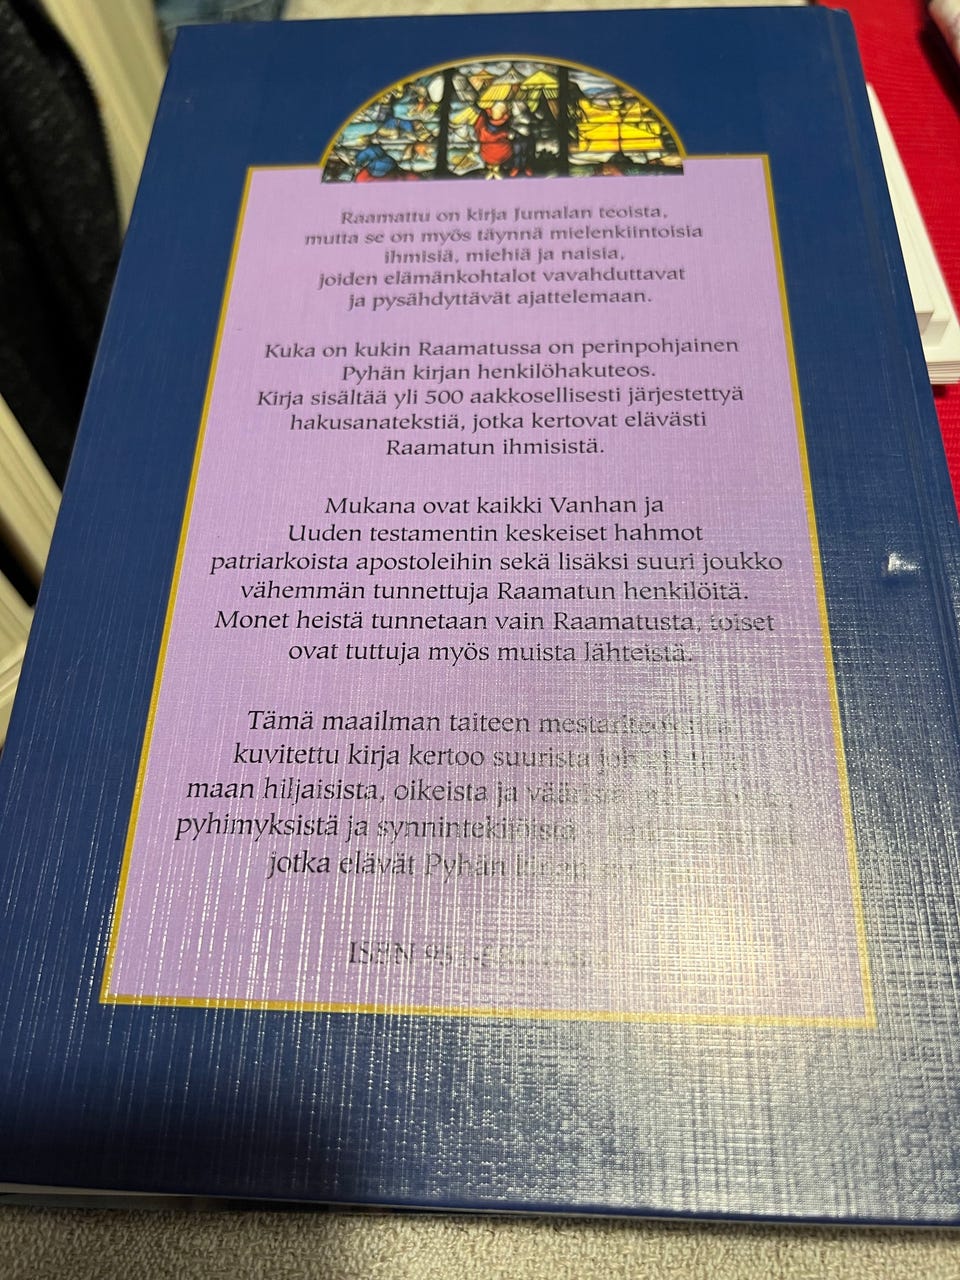 Raamattu on kirja Jumalan teoista,
mutta se on myös täynnä mielenkiintoisia
ihmisiä, miehiä ja naisia,
joiden elämänkohtalot vavahduttavat
ja pysähdyttävät ajattelemaan.
Kuka on kukin Raamatussa on perinpohjainen
Pyhän kirjan henkilöhakuteos.
Kirja sisältää yli 500 aakkosellisesti järjestettyä
hakusanatekstiä, jotka kertovat elävästi
Raamatun ihmisistä.
Mukana ovat kaikki Vanhan ja
Uuden testamentin keskeiset hahmot
patriarkoista apostoleihin sekä lisäksi suuri joukko
vähemmän tunnettuja Raamatun henkilöitä.
Monet heistä tunnetaan vain Raamatusta, toiset
ovat tuttuja myös muista lähteistä.
Tämä maailman taiteen
kuvitettu kirja kertoo suurista
maan hiljaisista, oikeista ja
pyhimyksistä ja synnintekijöistä
jotka elävät Pyhän
ISBN